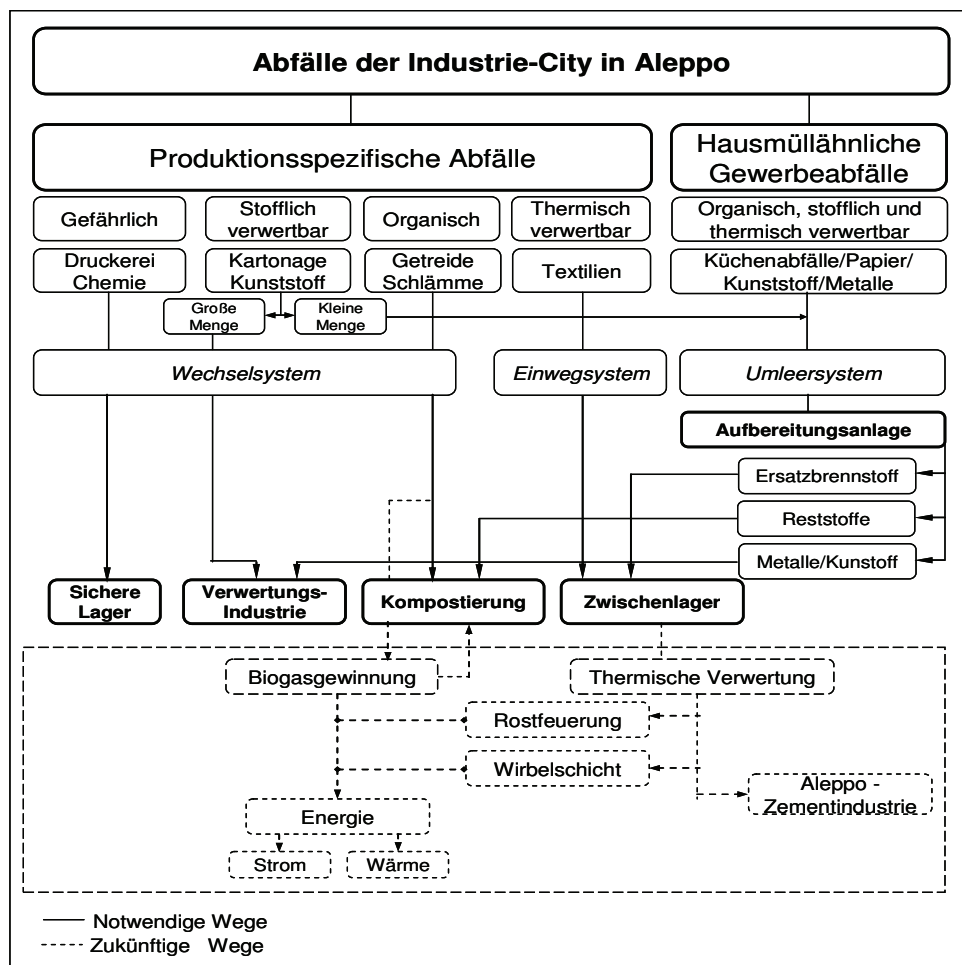 Abfälle der Industrie-City in Aleppo
Produktionsspezifische Abfälle
Hausmüllähnliche
Gewerbeabfälle
Gefährlich
Stofflich
verwertbar
Organisch
Thermisch
verwertbar
Organisch, stofflich und
thermisch verwertbar
Druckerei
Chemie
Kartonage
Kunststoff
Getreide
Schlämme
Textilien
Küchenabfälle/Papier/
Kunststoff/Metalle
Große
Menge
Kleine
Menge
Wechselsystem
Einwegsystem
Umleersystem
Aufbereitungsanlage
Ersatzbrennstoff
Reststoffe
Metalle/Kunstoff
Sichere
Lager
Verwertungs-
Industrie
Kompostierung
Zwischenlager
Biogasgewinnung
Thermische Verwertung
Rostfeuerung
Wirbelschicht
Aleppo -
Zementindustrie
Energie
Strom
Wärme
Notwendige Wege
Zukünftige Wege